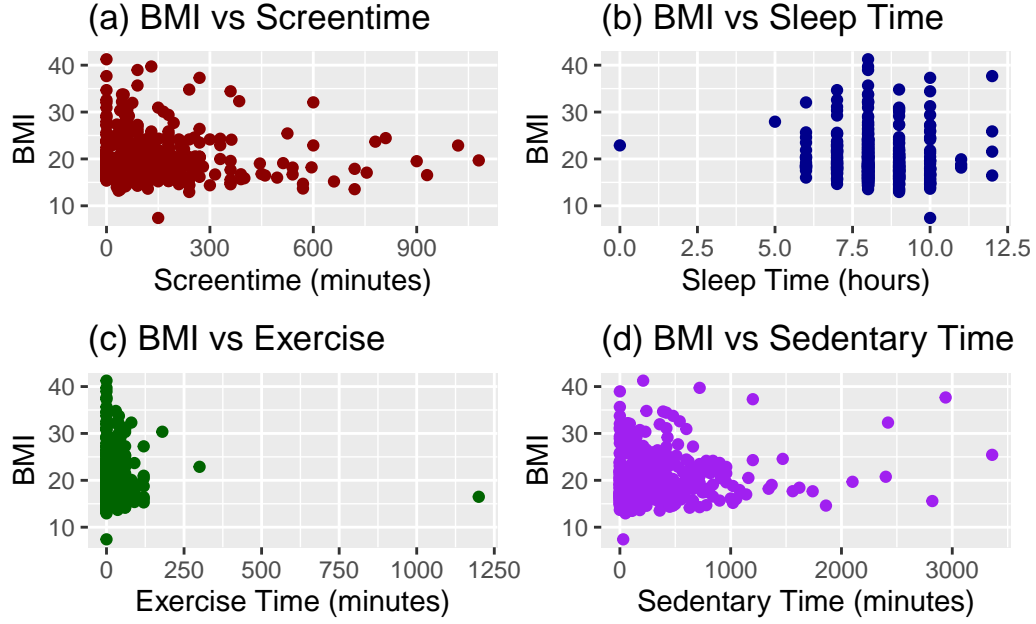 (a) BMI vs Screentime
BMI
40
30
20
10
0 300 600 900
Screentime (minutes)
(b) BMI vs Sleep Time
BMI
40
30
20
10
0.0 2.5 5.0 7.5 10.0 12.5
Sleep Time (hours)
(c) BMI vs Exercise
BMI
40
30
20
10
0 250 500 750 1000 1250
Exercise Time (minutes)
(d) BMI vs Sedentary Time
BMI
40
30
20
10
0 1000 2000 3000
Sedentary Time (minutes)